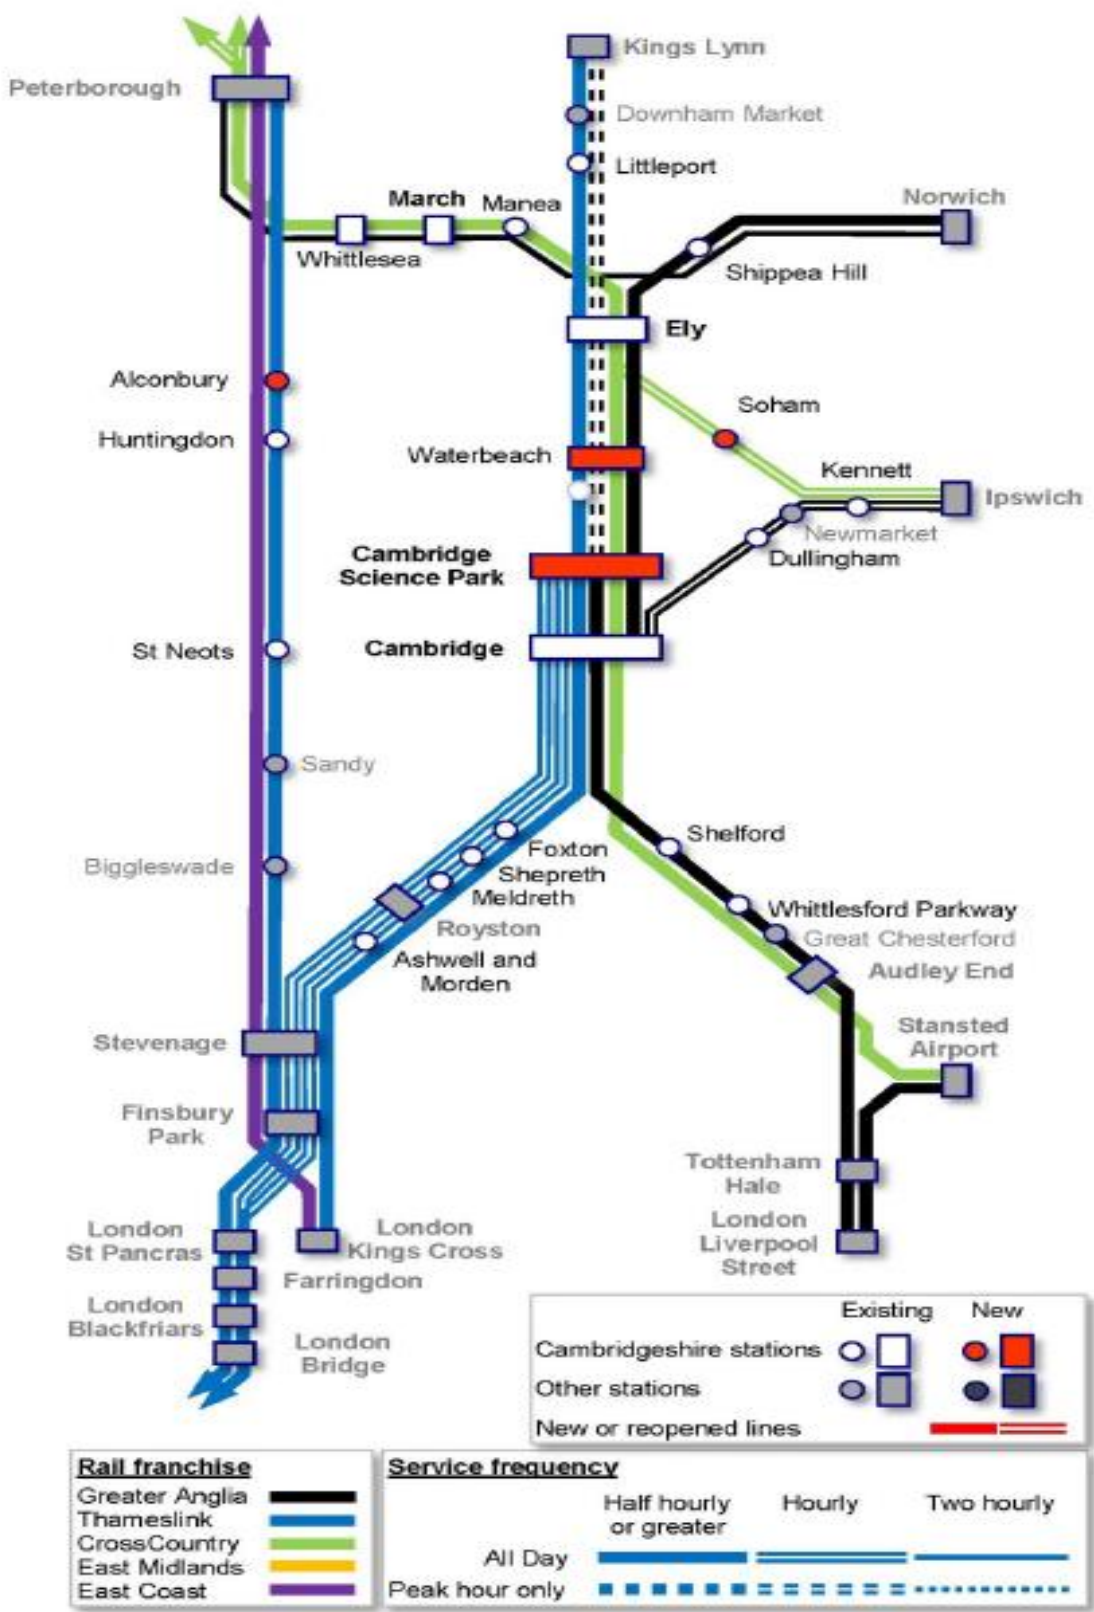 Kings Lynn
Peterborough
Downham Market
Littleport
March
Manea
Norwich
Whittlesea
Shippea Hill
Ely
Alconbury
Soham
Huntingdon
Waterbeach
Kennett
Ipswich
Newmarket
Dullingham
Cambridge
Science Park
St Neots
Cambridge
Sandy
Shelford
Foxton
Biggleswade
Shepreth
Meldreth
Whittlesford Parkway
Royston
Great Chesterford
Ashwell and
Morden
Audley End
Stevenage
Stansted
Airport
Finsbury
Park
Tottenham
Hale
London
St Pancras
London
Kings Cross
London
Liverpool
Street
Farringdon
London
Blackfriars
London
Bridge
Existing New
Cambridgeshire stations
Other stations
New or reopened lines
Rail franchise
Greater Anglia
Thameslink
CrossCountry
East Midlands
East Coast
Service frequency
Half hourly
or greater
Hourly
Two hourly
All Day
Peak hour only